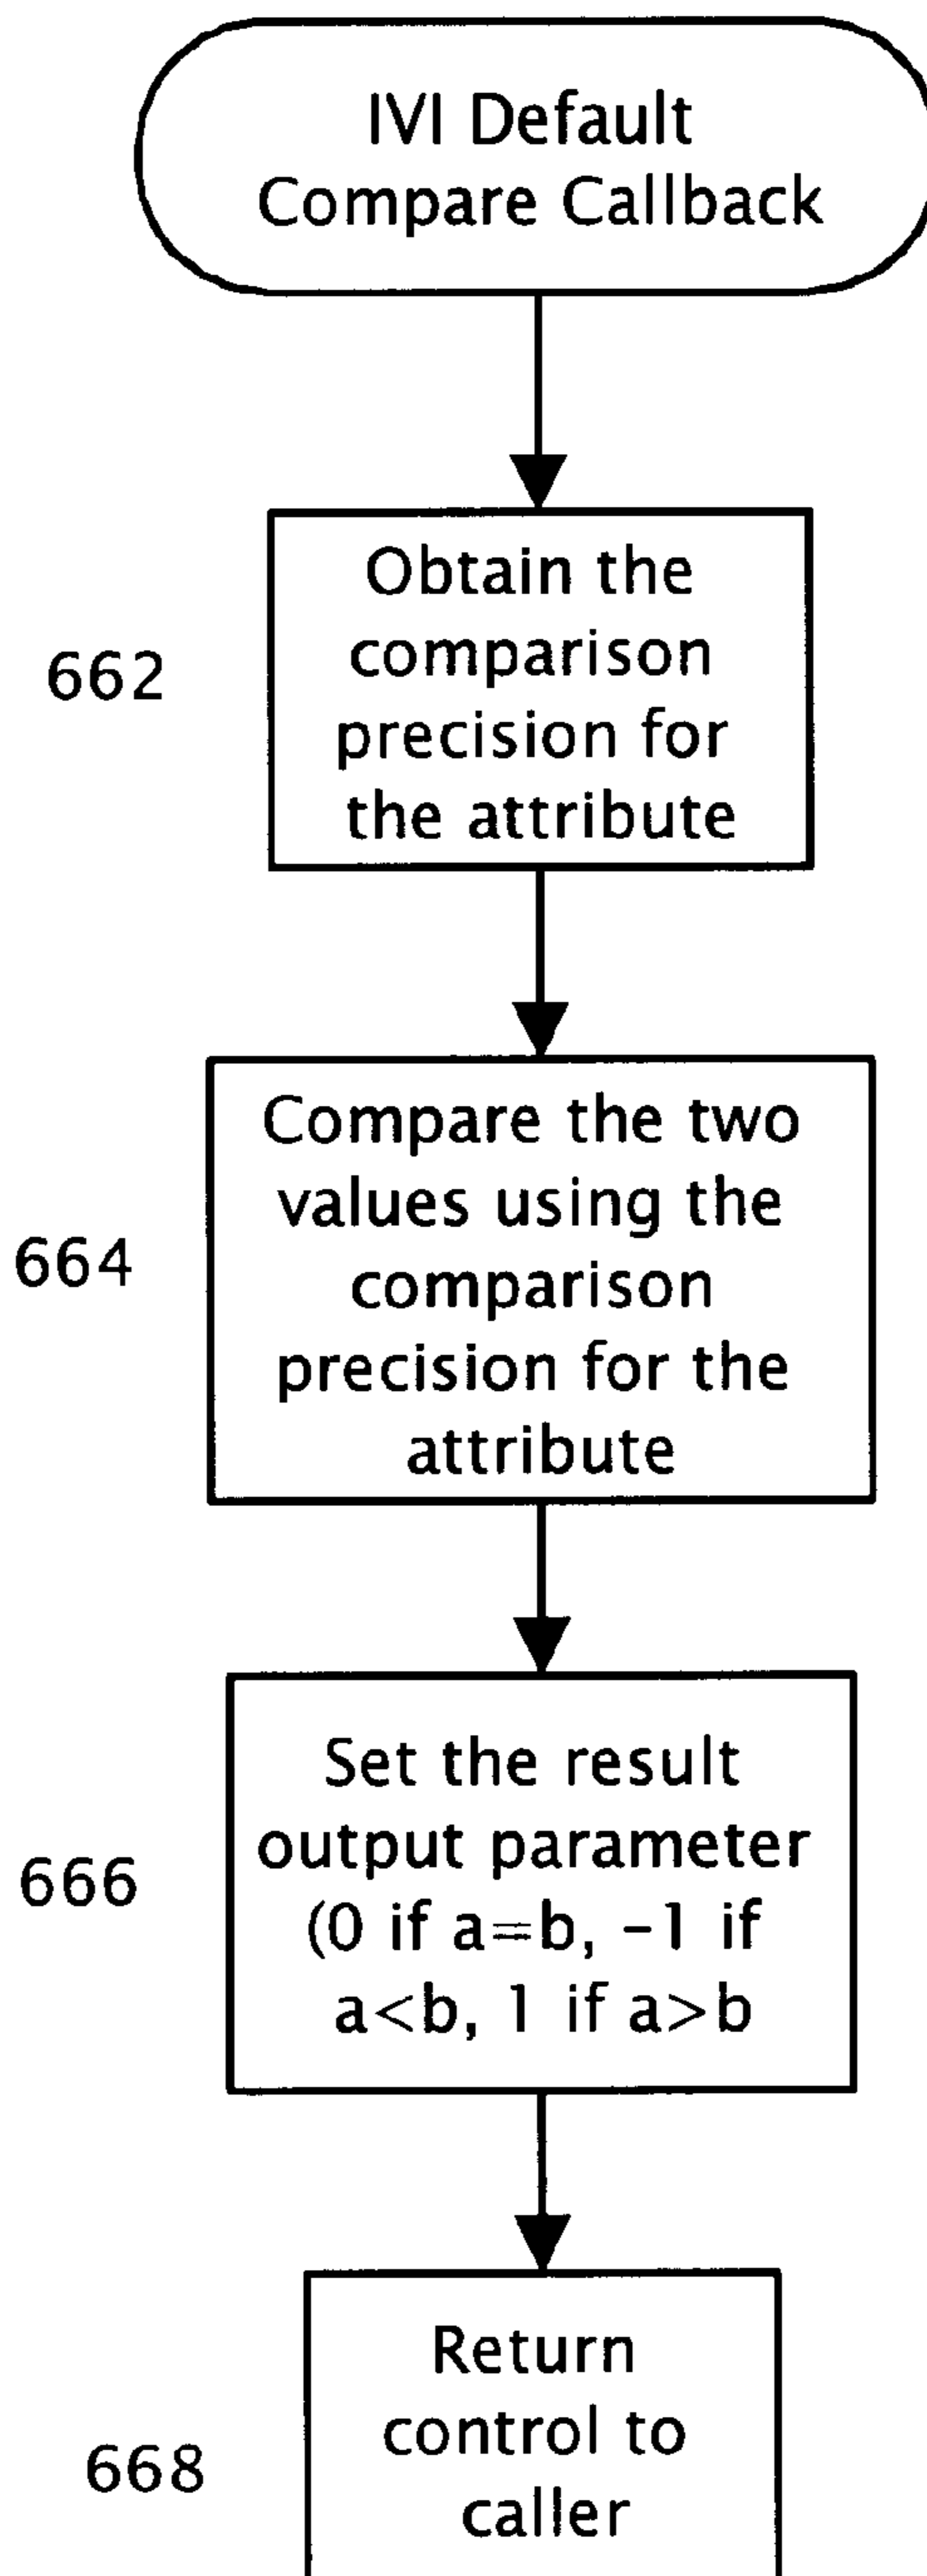 IVI Default
Compare Callback
662
Obtain the
comparison
precision for
the attribute
664
Compare the two
values using the
comparison
precision for the
attribute
666
Set the result
output parameter
(0 if a=b, -1 if
a<b, 1 if a>b
668
Return
control to
caller